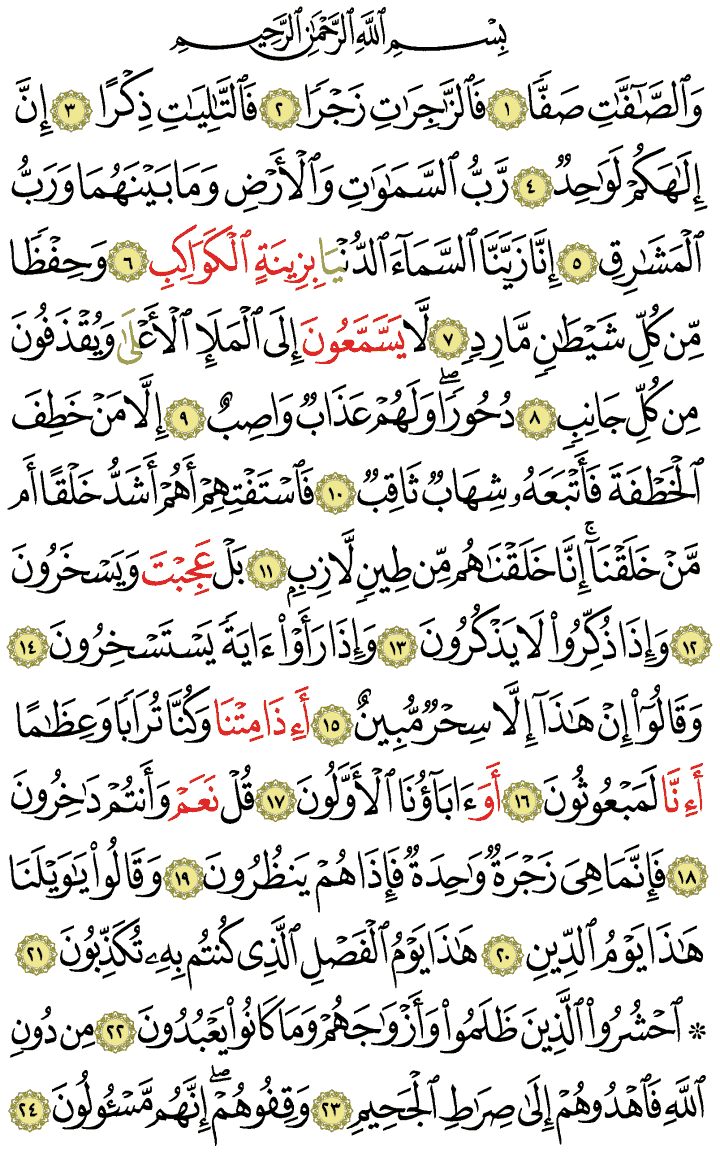 بِسْمِ ٱللَّهِ ٱلرَّحْمَٰنِ ٱلرَّحِيمِ
وَٱلصَّٰٓفَّٰتِ صَفّٗا ١ فَٱلزَّٰجِرَٰتِ زَجۡرٗا ٢ فَٱلتَّٰلِيَٰتِ ذِكۡرًا ٣ إِنَّ
إِلَٰهَكُمۡ لَوَٰحِدٞ ٤ رَّبُّ ٱلسَّمَٰوَٰتِ وَٱلۡأَرۡضِ وَمَا بَيۡنَهُمَا وَرَبُّ
ٱلۡمَشَٰرِقِ ٥ إِنَّا زَيَّنَّا ٱلسَّمَآءَ ٱلدُّنۡيَا بِزِينَةٍ ٱلۡكَوَاكِبِ ٦ وَحِفۡظٗا
مِّن كُلِّ شَيۡطَٰنٖ مَّارِدٖ ٧ لَّا يَسَّمَّعُونَ إِلَى ٱلۡمَلَإِ ٱلۡأَعۡلَىٰ وَيُقۡذَفُونَ
مِن كُلِّ جَانِبٖ ٨ دُحُورٗاۖ وَلَهُمۡ عَذَابٞ وَاصِبٌ ٩ إِلَّا مَنۡ خَطِفَ
ٱلۡخَطۡفَةَ فَأَتۡبَعَهُۥ شِهَابٞ ثَاقِبٞ ١٠ فَٱسۡتَفۡتِهِمۡ أَهُمۡ أَشَدُّ خَلۡقًا أَم
مَّنۡ خَلَقۡنَآۚ إِنَّا خَلَقۡنَٰهُم مِّن طِينٖ لَّازِبِۭ ١١ بَلۡ عَجِبۡتَ وَيَسۡخَرُونَ
١٢ وَإِذَا ذُكِّرُواْ لَا يَذۡكُرُونَ ١٣ وَإِذَا رَأَوۡاْ ءَايَةٗ يَسۡتَسۡخِرُونَ ١٤
وَقَالُوٓاْ إِنۡ هَٰذَآ إِلَّا سِحۡرٞ مُّبِينٌ ١٥ أَءِذَا مِتۡنَا وَكُنَّا تُرَابٗا وَعِظَٰمًا
أَءِنَّا لَمَبۡعُوثُونَ ١٦ أَوَ ءَابَآؤُنَا ٱلۡأَوَّلُونَ ١٧ قُلۡ نَعَمۡ وَأَنتُمۡ دَٰخِرُونَ
١٨ فَإِنَّمَا هِيَ زَجۡرَةٞ وَٰحِدَةٞ فَإِذَا هُمۡ يَنظُرُونَ ١٩ وَقَالُواْ يَٰوَيۡلَنَا
هَٰذَا يَوۡمُ ٱلدِّينِ ٢٠ هَٰذَا يَوۡمُ ٱلۡفَصۡلِ ٱلَّذِي كُنتُم بِهِۦ تُكَذِّبُونَ ٢١
* ٱحۡشُرُواْ ٱلَّذِينَ ظَلَمُواْ وَأَزۡوَٰجَهُمۡ وَمَا كَانُواْ يَعۡبُدُونَ ٢٢ مِن دُونِ
ٱللَّهِ فَٱهۡدُوهُمۡ إِلَىٰ صِرَٰطِ ٱلۡجَحِيمِ ٢٣ وَقِفُوهُمۡۖ إِنَّهُم مَّسۡـُٔولُونَ ٢٤